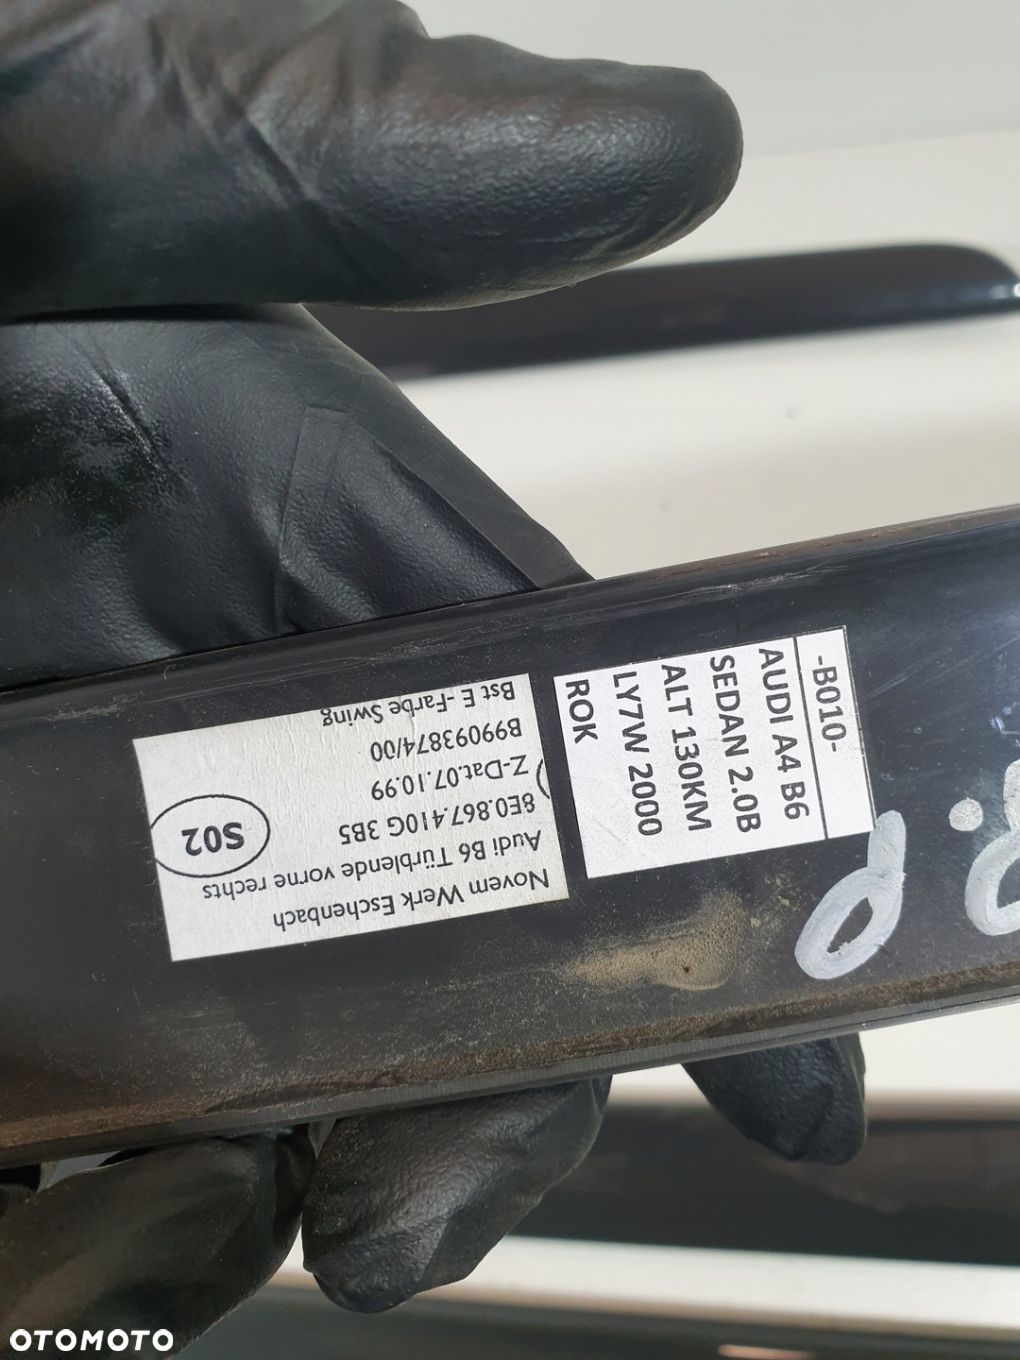 Novem Werk Eschenbach
Audi B6 Türblende vorne rechts
8E0.867.410G 3B5
Z-Dat.07.10.99
B99093874/00
Bst E -Farbe Swing
S02
-B010-
AUDI A4 B6
SEDAN 2.0B
ALT 130KM
LY7W 2000
ROK
OTOMOTO